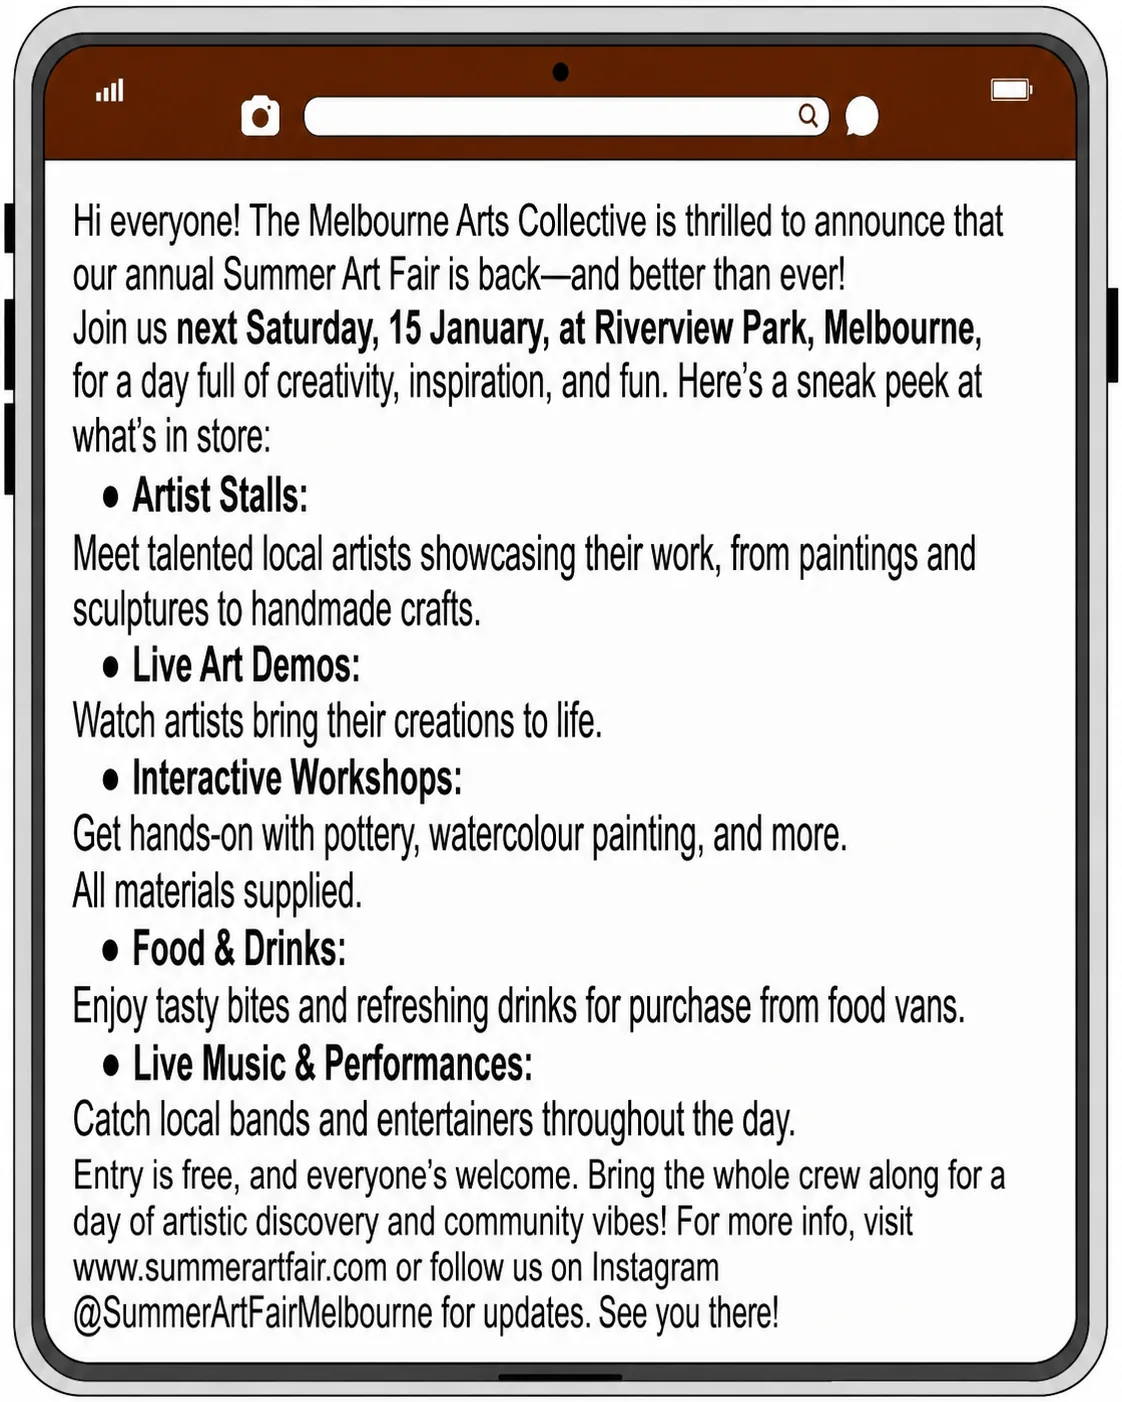 Hi everyone! The Melbourne Arts Collective is thrilled to announce that
our annual Summer Art Fair is back—and better than ever!
Join us next Saturday, 15 January, at Riverview Park, Melbourne,
for a day full of creativity, inspiration, and fun. Here’s a sneak peek at
what’s in store:
● Artist Stalls:
Meet talented local artists showcasing their work, from paintings and
sculptures to handmade crafts.
● Live Art Demos:
Watch artists bring their creations to life.
● Interactive Workshops:
Get hands-on with pottery, watercolour painting, and more.
All materials supplied.
● Food & Drinks:
Enjoy tasty bites and refreshing drinks for purchase from food vans.
● Live Music & Performances:
Catch local bands and entertainers throughout the day.
Entry is free, and everyone’s welcome. Bring the whole crew along for a
day of artistic discovery and community vibes! For more info, visit
www.summerartfair.com or follow us on Instagram
@SummerArtFairMelbourne for updates. See you there!